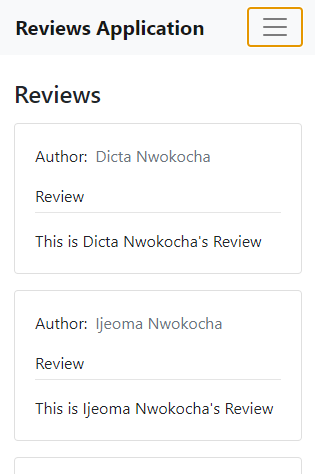 Reviews Application
Reviews
Author: Dicta Nwokocha
Review
This is Dicta Nwokocha's Review
Author: Ijeoma Nwokocha
Review
This is Ijeoma Nwokocha's Review